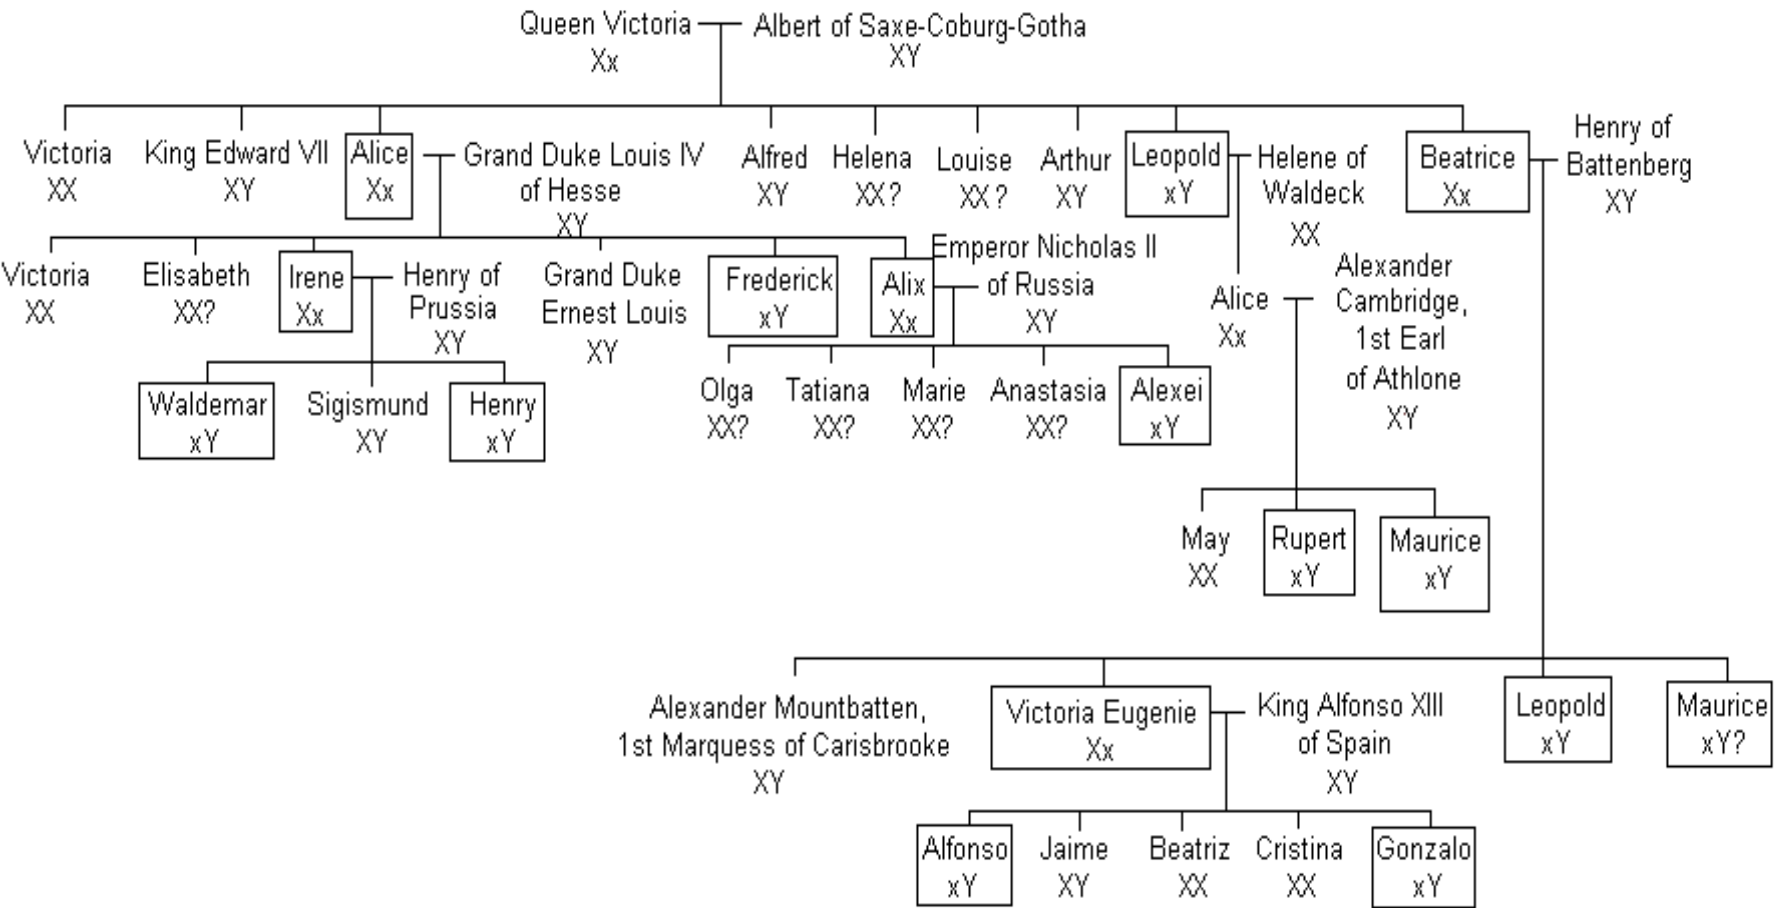 Queen Victoria
Xx
Albert of Saxe-Coburg-Gotha
XY
Victoria
XX
King Edward VII
XY
Alice
Xx
Grand Duke Louis IV
of Hesse
XY
Alfred
XY
Helena
XX?
Louise
XX?
Arthur
XY
Leopold
xY
Helene of
Waldeck
XX
Beatrice
Xx
Henry of
Battenberg
XY
Victoria
XX
Elisabeth
XX?
Irene
Xx
Henry of
Prussia
XY
Grand Duke
Ernest Louis
XY
Frederick
xY
Alix
Xx
Emperor Nicholas II
of Russia
XY
Alice
Xx
Alexander
Cambridge,
1st Earl
of Athlone
XY
Waldemar
xY
Sigismund
XY
Henry
xY
Olga
XX?
Tatiana
XX?
Marie
XX?
Anastasia
XX?
Alexei
xY
May
XX
Rupert
xY
Maurice
xY
Alexander Mountbatten,
1st Marquess of Carisbrooke
XY
Victoria Eugenie
Xx
King Alfonso XIII
of Spain
XY
Leopold
xY
Maurice
xY?
Alfonso
xY
Jaime
XY
Beatriz
XX
Cristina
XX
Gonzalo
xY